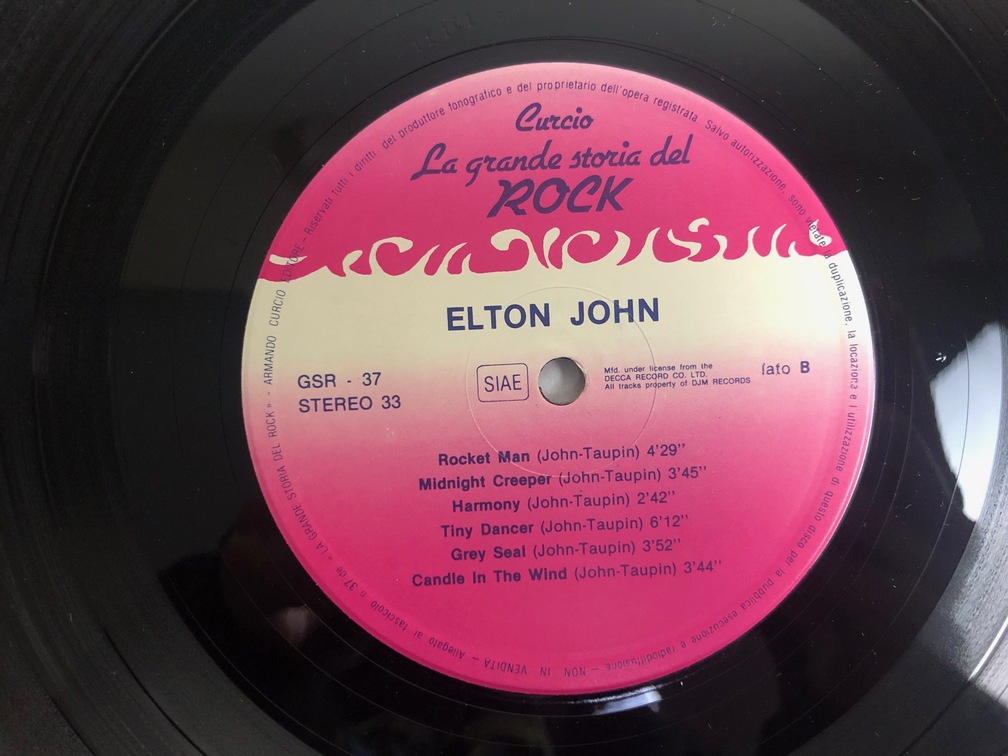 Curcio
La grande storia del
ROCK
ELTON JOHN
GSR - 37
STEREO 33
SIAE
Mfd. under license from the
DECCA RECORD CO. LTD.
All tracks property of DJM RECORDS
lato B
Rocket Man (John-Taupin) 4'29''
Midnight Creeper (John-Taupin) 3'45''
Harmony (John-Taupin) 2'42''
Tiny Dancer (John-Taupin) 6'12''
Grey Seal (John-Taupin) 3'52''
Candle In The Wind (John-Taupin) 3'44''
Allegato al fascicolo n. 37 de « LA GRANDE STORIA DEL ROCK » - ARMANDO CURCIO EDITORE - Riservati tutti i diritti del produttore fonografico e del proprietario dell'opera registrata. Salvo autorizzazione, sono vietate la duplicazione, la locazione e l'utilizzazione di questo disco per la pubblica esecuzione e radiodiffusione — NON IN VENDITA —